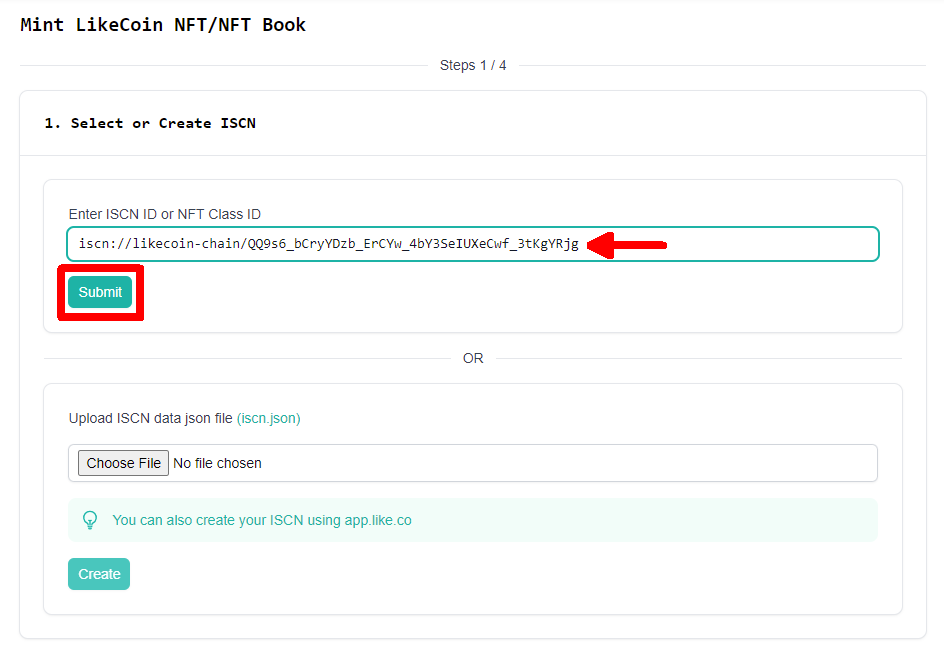 Mint LikeCoin NFT/NFT Book
Steps 1 / 4
1. Select or Create ISCN
Enter ISCN ID or NFT Class ID
iscn://likecoin-chain/QQ9s6_bCryYDzb_ErCYw_4bY3SeIUXeCwf_3tKgYRjg
Submit
OR
Upload ISCN data json file (iscn.json)
Choose File No file chosen
You can also create your ISCN using app.like.co
Create